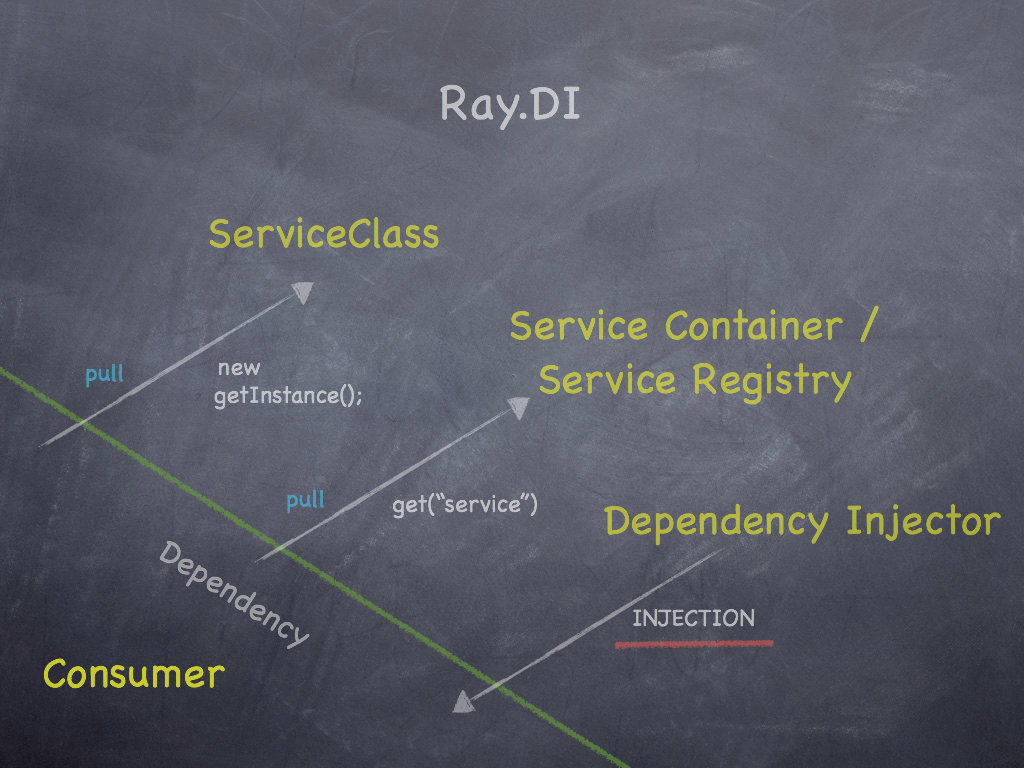 Ray.DI
ServiceClass
Service Container /
Service Registry
pull
new
getInstance();
pull
get(“service”)
Dependency Injector
Dependency
INJECTION
Consumer